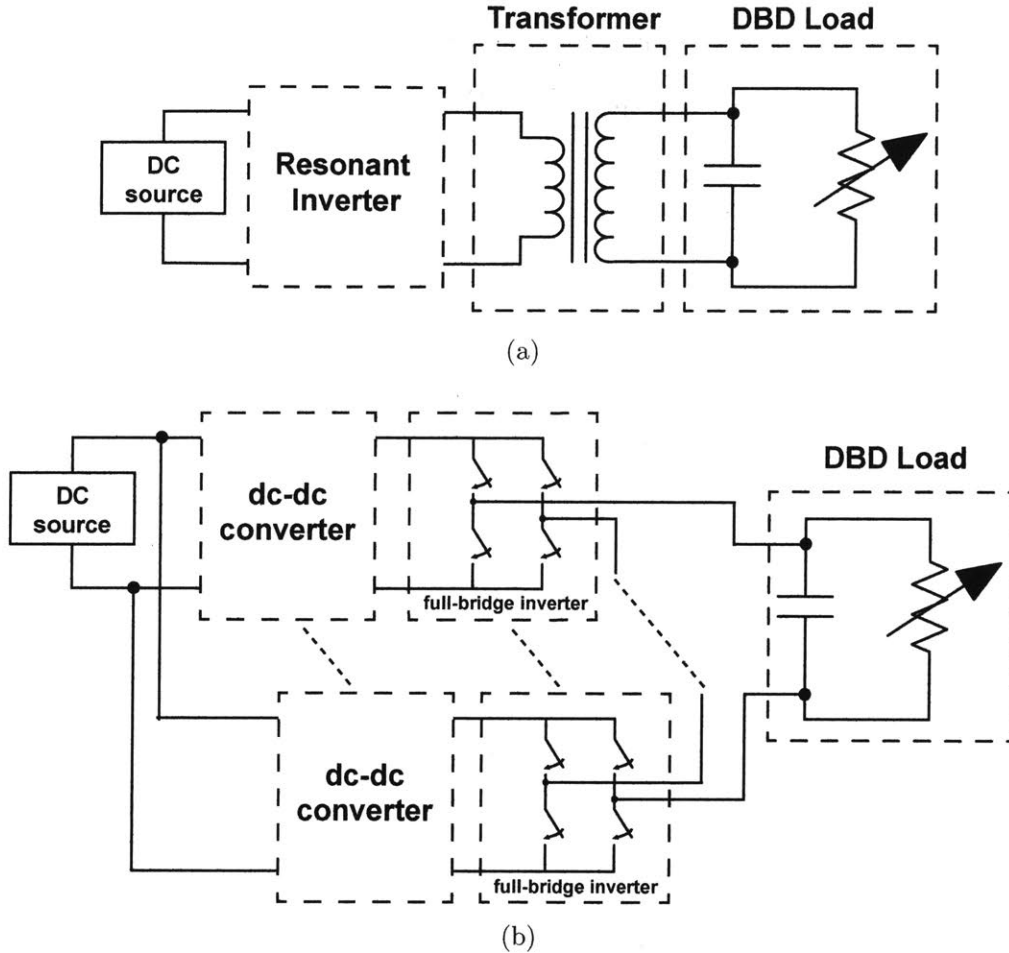 Transformer
DBD Load
DC
source
Resonant
Inverter
(a)
DC
source
dc-dc
converter
full-bridge inverter
DBD Load
dc-dc
converter
full-bridge inverter
(b)